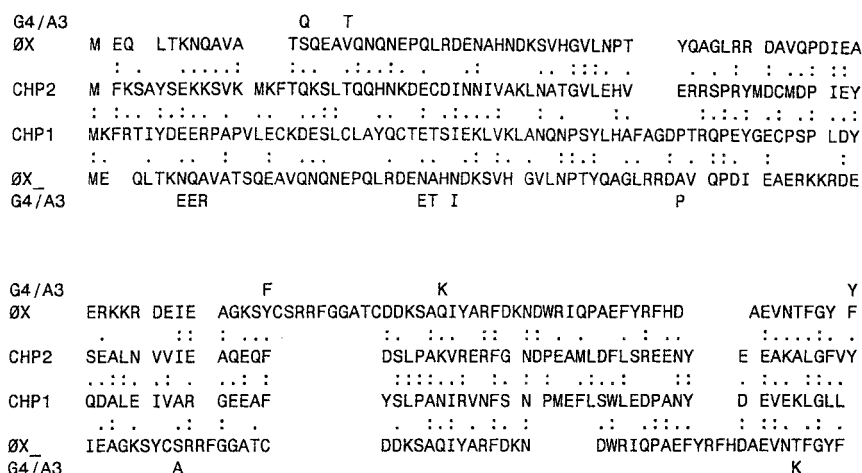 G4/A3 Q T
ØX M EQ LTKNQAVA TSQEAVQNQNEPQLRDENAHNDKSVHGVLNPT YQAGLRR DAVQPDIEA
: . ..... : .: .::.. : . . .. .. .:::. . : : . ::
CHP2 M FKSAYSEKKSVK MKFTQKSLTQQHNKDECDINNIVAKLNATGVLEHV ERRSPRYMDCMDP IEY
: : : .: .:. .: . . : .. . : .. ::.::.. .. . . . ::.. : . : : .::
CHP1 MKFRTIYDEERPAPVLECKDESLCLAYQCTETSIEKLVKLANQNPSYLHAFAGDPTRQPEYGECPSP LDY
: . .. . : : . . . : .: : . : . . . .. . : . ::. : :
ØX_ ME QLTKNQAVATSQEAVQNQNEPQLRDENAHNDKSVH GVLNPTYQAGLRRDAV QPDI EAERKKRDE
G4/A3 EER ET I P
G4/A3 F K Y
ØX ERKKR DEIE AGKSYCSRRFGGATCDDKSAQIYARFDKNDWRIQPAEFYRFHD AEVNTFGY F
. :: : ... :. :.. . :: . . . : . :....: :
CHP2 SEALN VVIE AQEQF DSLPAKVRERFG NDPEAMLDFLSREENY E EAKALGFVY
..:: . : . .::. ::::.. : .: : : . ..: . :: : : .::.
CHP1 QDALE IVAR GEEAF YSLPANIRVNFS N PMEFLSWLEDPANY D EVEKLGLL
. . : . .:. . .:..: . : . : . . . . .: . ::.
ØX_ IEAGKSYCSRRFGGATC DDKSAQIYARFDKN DWRIQPAEFYRFHDAEVNTFGYF
G4/A3 A K